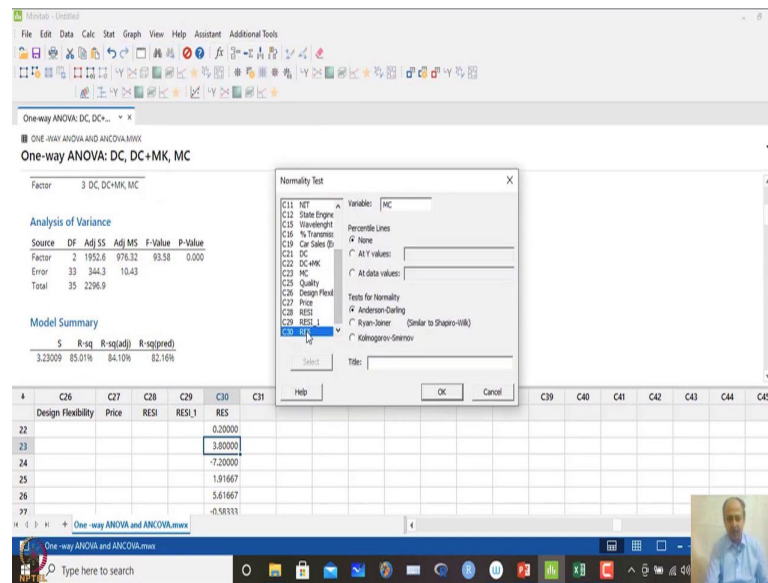 Minitab - Untitled
File Edit Data Calc Stat Graph View Help Assistant Additional Tools
One-way ANOVA: DC, DC+...
ONE -WAY ANOVA AND ANCOVA.MWX
One-way ANOVA: DC, DC+MK, MC
Factor 3 DC, DC+MK, MC
Analysis of Variance
Source DF Adj SS Adj MS F-Value P-Value
Factor 2 1952.6 976.32 93.58 0.000
Error 33 344.3 10.43
Total 35 2296.9
Model Summary
S R-sq R-sq(adj) R-sq(pred)
3.23009 85.01% 84.10% 82.16%
Normality Test
C11 NIT
C12 State Engine
C15 Wavelenght
C16 % Transmiss
C19 Car Sales (B
C21 DC
C22 DC+MK
C23 MC
C25 Quality
C26 Design Flexil
C27 Price
C28 RESI
C29 RESI_1
C30 RES
Variable: MC
Percentile Lines
None
At Y values:
At data values:
Tests for Normality
Anderson-Darling
Ryan-Joiner (Similar to Shapiro-Wilk)
Kolmogorov-Smirnov
Select
Title:
Help OK Cancel
C26 C27 C28 C29 C30 C31 C39 C40 C41 C42 C43 C44 C45
Design Flexibility Price RESI RESI_1 RES
22 0.20000
23 3.80000
24 -7.20000
25 1.91667
26 5.61667
27 -0.58333
One -way ANOVA and ANCOVA.mwx
One -way ANOVA and ANCOVA.mwx
Type here to search
NPTEL